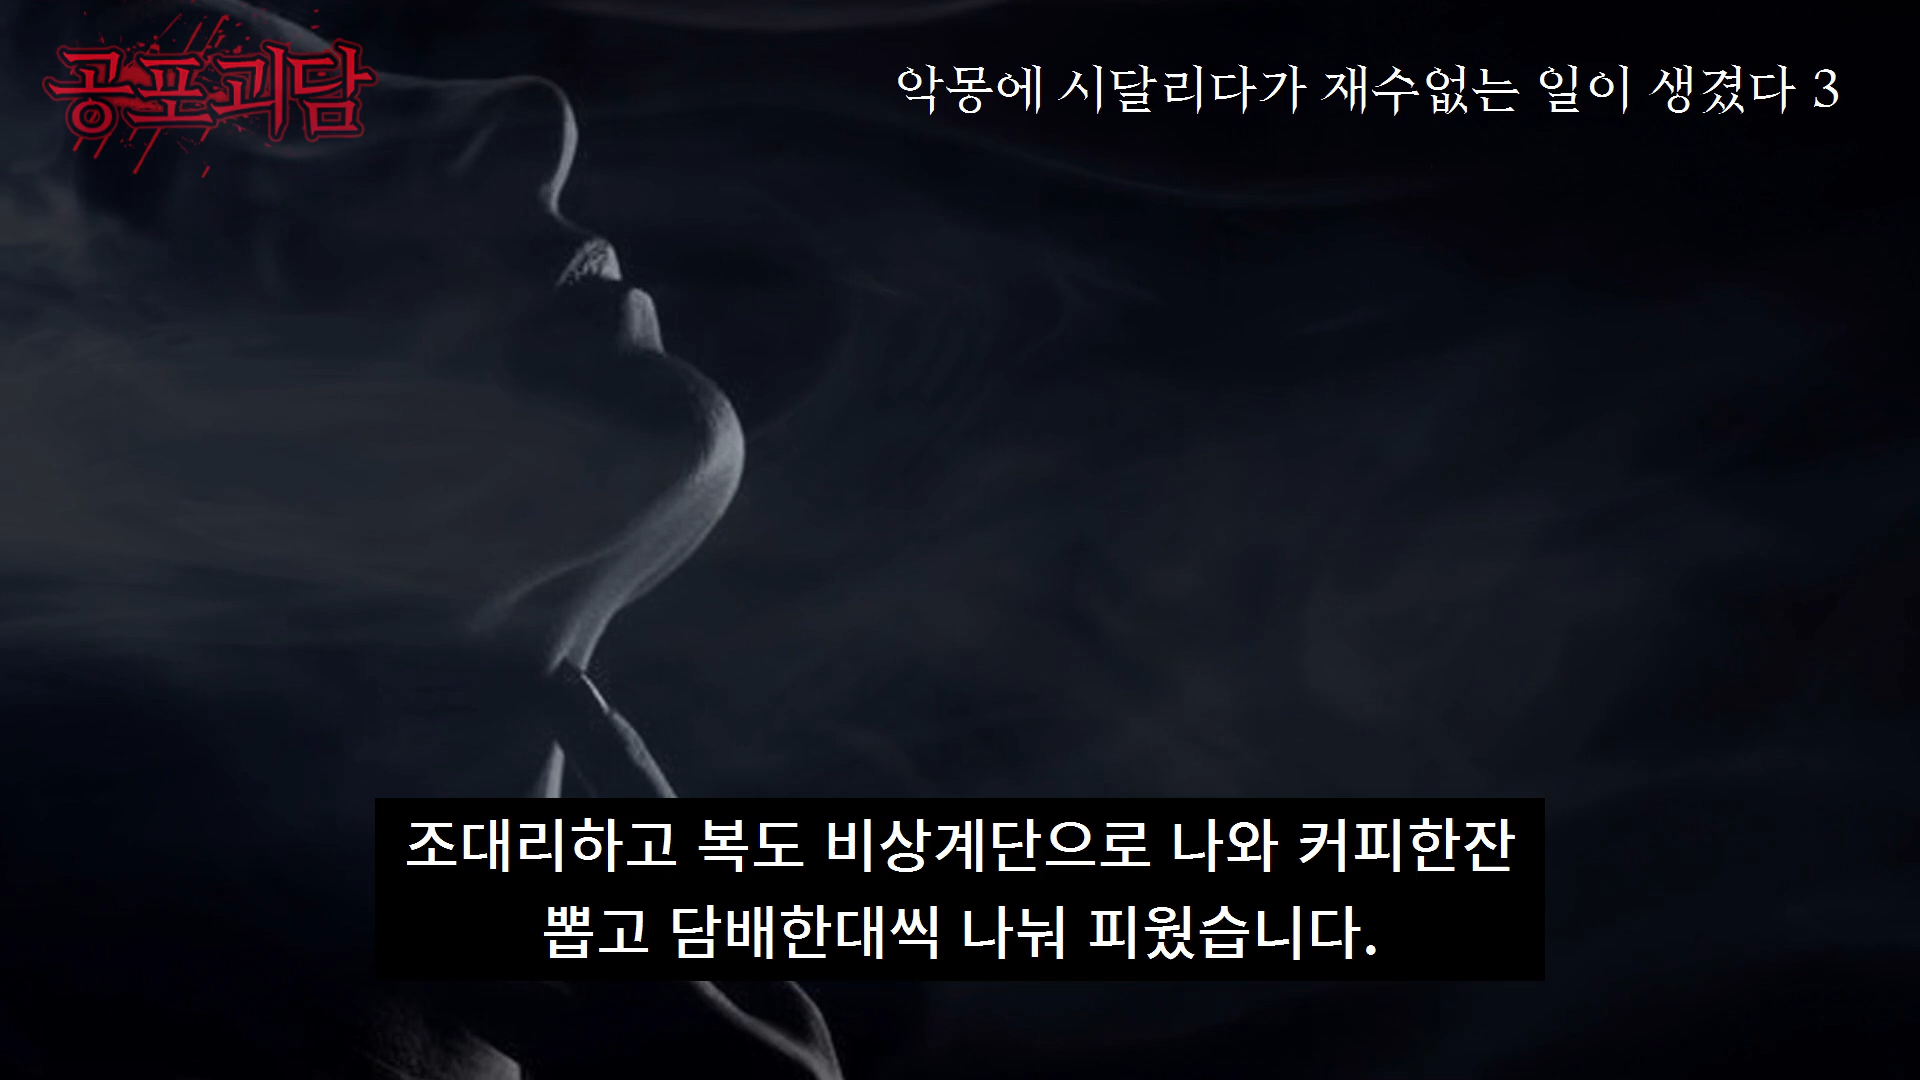 공포괴담
악몽에 시달리다가 재수없는 일이 생겼다 3
조대리하고 복도 비상계단으로 나와 커피한잔
뽑고 담배한대씩 나눠 피웠습니다.